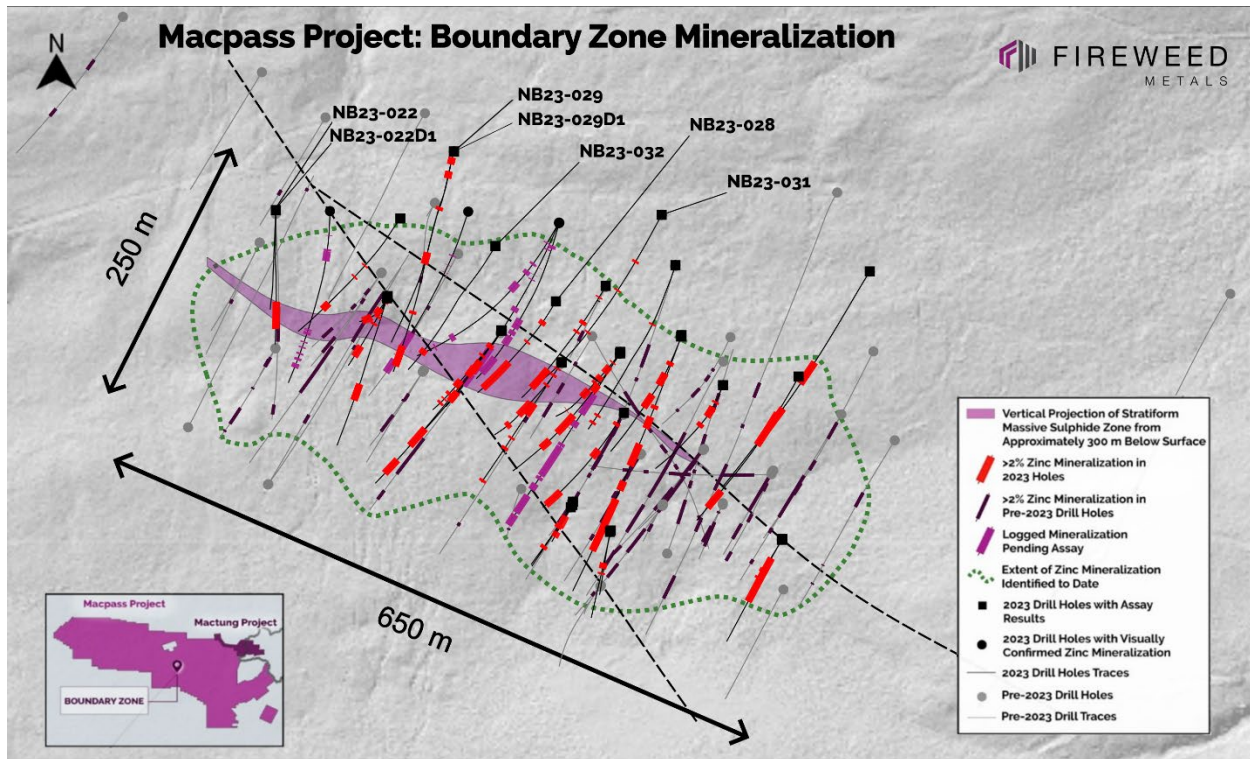 Macpass Project: Boundary Zone Mineralization
N
FIREWEED
METALS
NB23-022
NB23-022D1
NB23-029
NB23-029D1
NB23-032
NB23-028
NB23-031
250 m
650 m
Vertical Projection of Stratiform
Massive Sulphide Zone from
Approximately 300 m Below Surface
>2% Zinc Mineralization in
2023 Holes
>2% Zinc Mineralization in
Pre-2023 Drill Holes
Logged Mineralization
Pending Assay
Extent of Zinc Mineralization
Identified to Date
2023 Drill Holes with Assay
Results
2023 Drill Holes with Visually
Confirmed Zinc Mineralization
2023 Drill Holes Traces
Pre-2023 Drill Holes
Pre-2023 Drill Traces
Macpass Project
Mactung Project
BOUNDARY ZONE